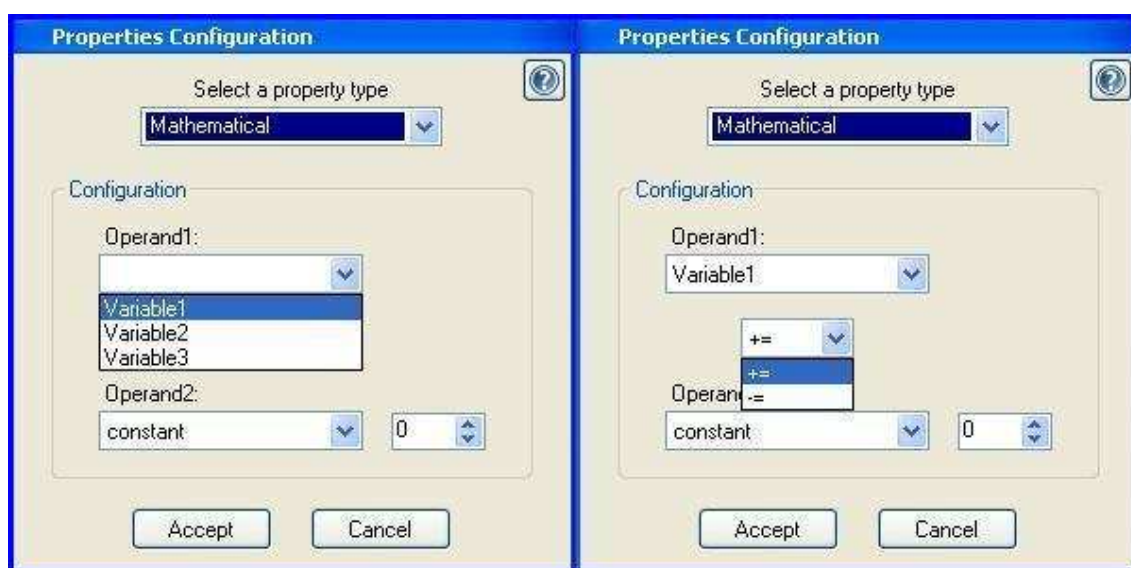 Properties Configuration
Select a property type
Mathematical
Configuration
Operand1:
Variable1
Variable2
Variable3
Operand2:
constant 0
Accept Cancel
Properties Configuration
Select a property type
Mathematical
Configuration
Operand1:
Variable1
+=
+=
-=
Operan
constant 0
Accept Cancel